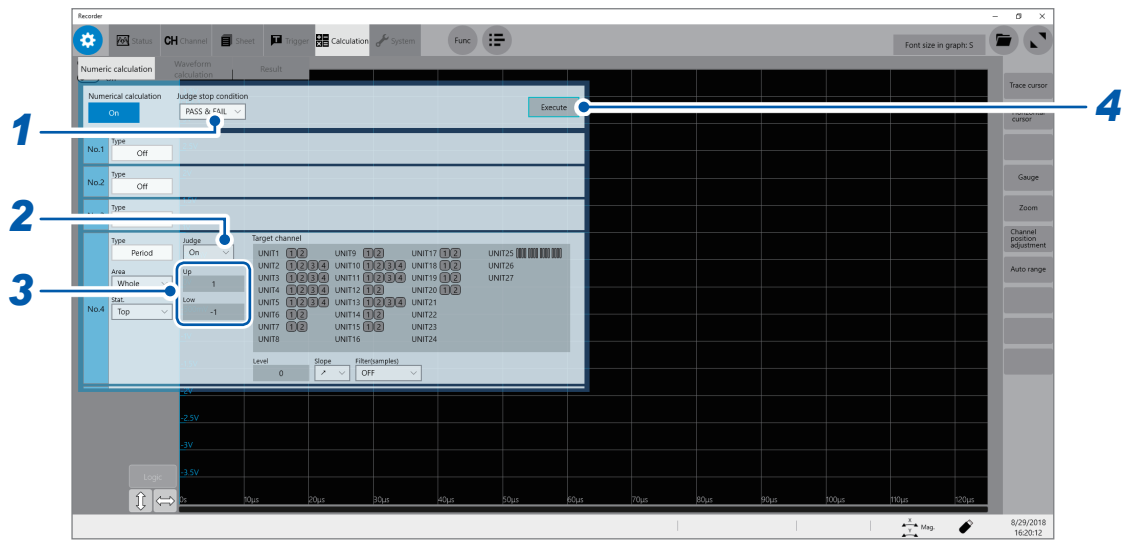 Recorder
Status
CH Channel
Sheet
Trigger
Calculation
System
Func
Font size in graph: S
Numeric calculation
Waveform
calculation
Result
Numerical calculation
On
Judge stop condition
PASS & FAIL
Execute
1
2
3
4
No.1
Type
Off
No.2
Type
Off
Type
No.4
Type
Period
Area
Whole
Stat.
Top
Judge
On
Up
1
Low
-1
Target channel
UNIT1 1 2 UNIT9 1 2 UNIT17 1 2 UNIT25
UNIT2 1 2 3 4 UNIT10 1 2 3 4 UNIT18 1 2 UNIT26
UNIT3 1 2 3 4 UNIT11 1 2 3 4 UNIT19 1 2 UNIT27
UNIT4 1 2 3 4 UNIT12 1 2 UNIT20 1 2
UNIT5 1 2 3 4 UNIT13 1 2 3 4 UNIT21
UNIT6 1 2 UNIT14 1 2 UNIT22
UNIT7 1 2 UNIT15 1 2 UNIT23
UNIT8 UNIT16 UNIT24
Level
0
Slope
Filter(samples)
OFF
-2V
-2.5V
-3V
-3.5V
0s 10µs 20µs 30µs 40µs 50µs 60µs 70µs 80µs 90µs 100µs 110µs 120µs
Logic
Trace cursor
Horizontal
cursor
Gauge
Zoom
Channel
position
adjustment
Auto range
X
Y
Mag.
8/29/2018
16:20:12